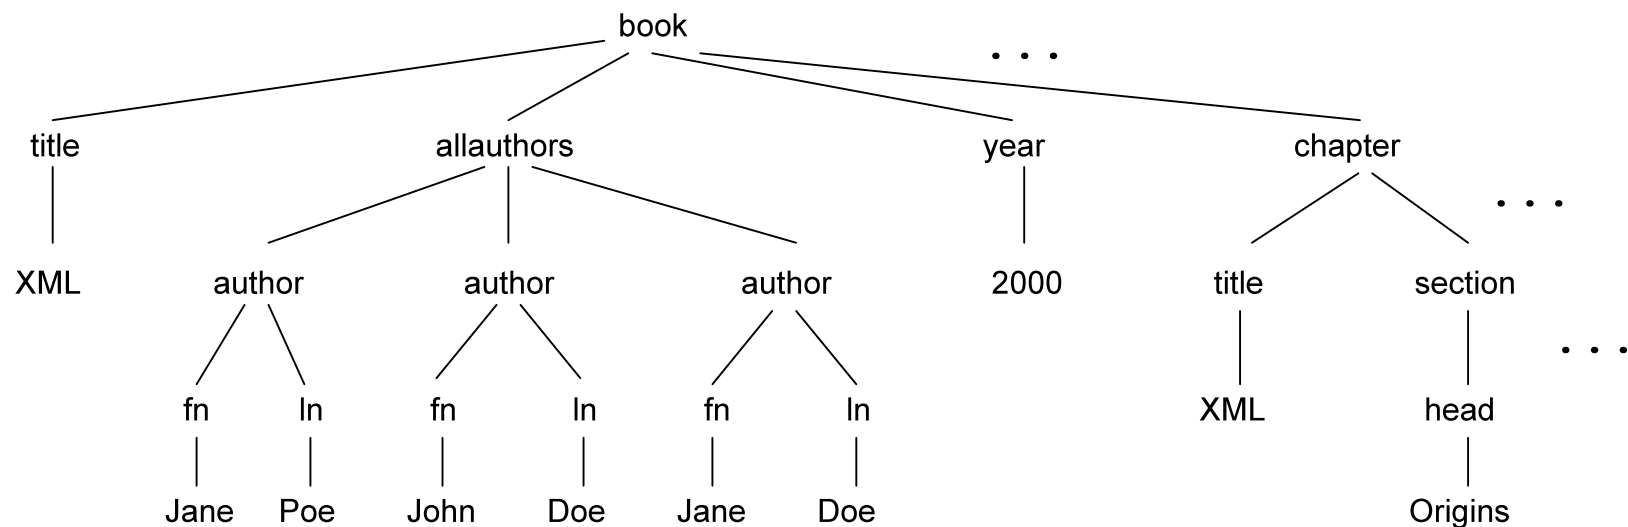 book
. . .
title allauthors year chapter
. . .
XML author author author 2000 title section
. . .
fn ln fn ln fn ln XML head
Jane Poe John Doe Jane Doe Origins